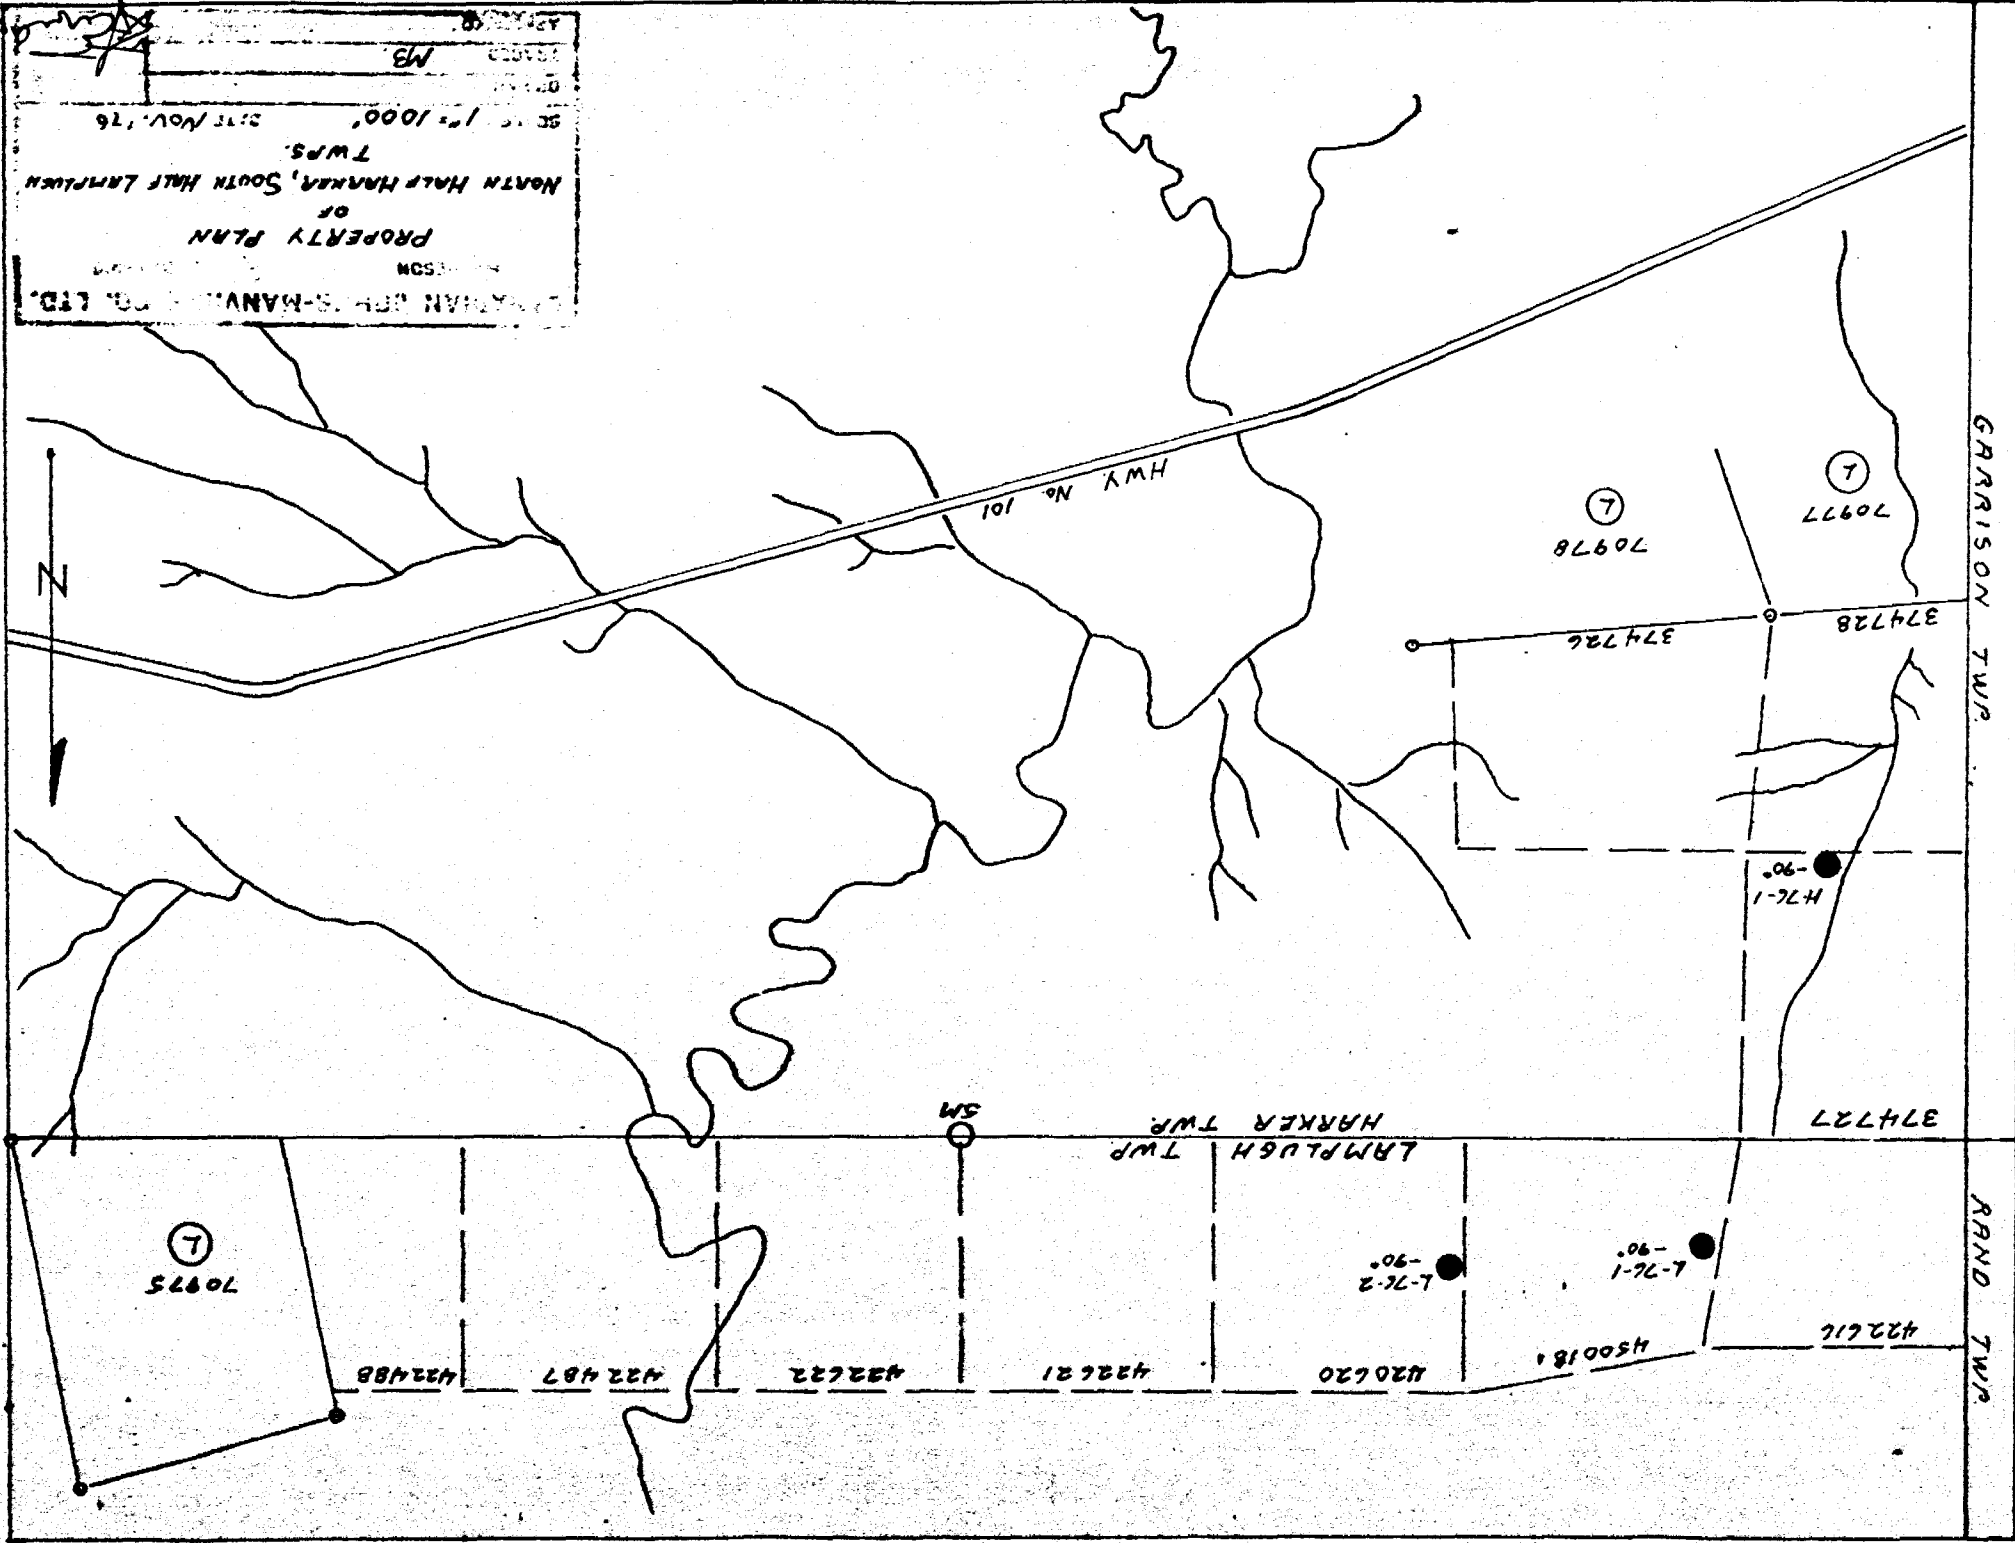 70975
422488
422487
422622
422621
420620
450018
422616
L-76-2
-90°
L-76-1
-90°
L
RAND TWP.
LAMPLUGH TWP
HARKER TWP.
5M
374727
H-76-1
-90°
N
374726
374728
GARRISON TWP.
70978
L
70977
L
HWY. No. 101
CO. LTD.
PROPERTY PLAN
OF
NORTH HALF HARKER, SOUTH HALF LAMPLUGH
TWPS.
1"=1000' NOV. '76
MB